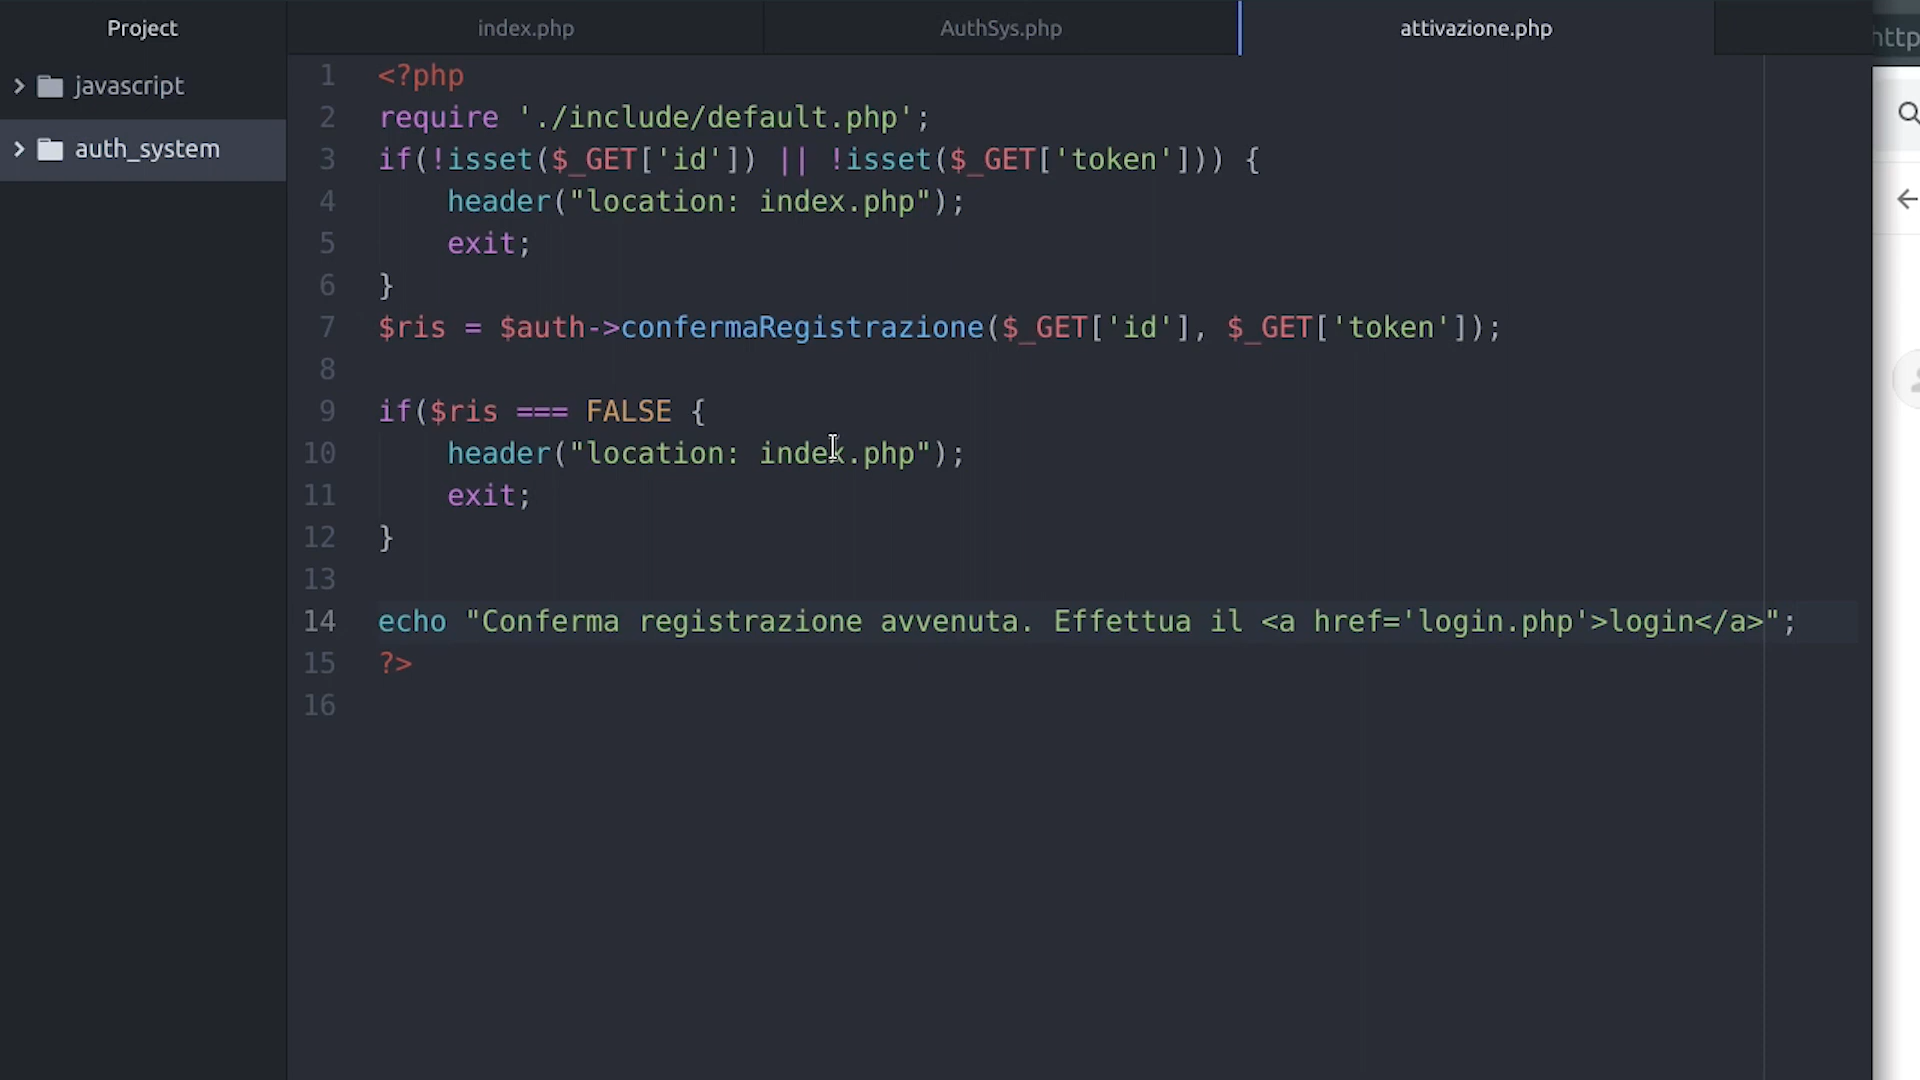 Project
index.php
AuthSys.php
attivazione.php
http
javascript
auth_system
1 <?php
2 require './include/default.php';
3 if(!isset($_GET['id']) || !isset($_GET['token'])) {
4 header("location: index.php");
5 exit;
6 }
7 $ris = $auth->confermaRegistrazione($_GET['id'], $_GET['token']);
8
9 if($ris === FALSE {
10 header("location: index.php");
11 exit;
12 }
13
14 echo "Conferma registrazione avvenuta. Effettua il <a href='login.php'>login</a>";
15 ?>
16